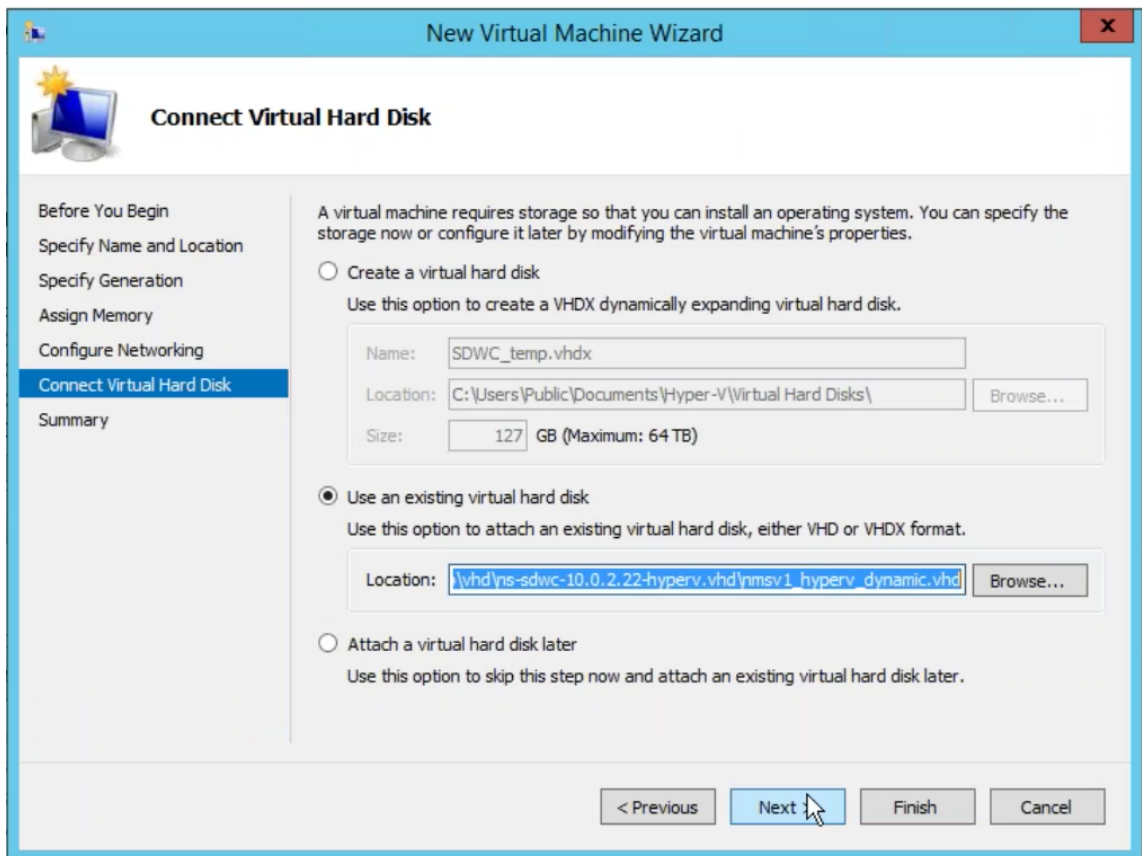 New Virtual Machine Wizard
x
Connect Virtual Hard Disk
Before You Begin
Specify Name and Location
Specify Generation
Assign Memory
Configure Networking
Connect Virtual Hard Disk
Summary
A virtual machine requires storage so that you can install an operating system. You can specify the
storage now or configure it later by modifying the virtual machine's properties.
Create a virtual hard disk
Use this option to create a VHDX dynamically expanding virtual hard disk.
Name: SDWC_temp.vhdx
Location: C:\Users\Public\Documents\Hyper-V\Virtual Hard Disks\ Browse...
Size: 127 GB (Maximum: 64 TB)
Use an existing virtual hard disk
Use this option to attach an existing virtual hard disk, either VHD or VHDX format.
Location: \vhd\ns-sdwc-10.0.2.22-hyperv.vhd\nmsv1_hyperv_dynamic.vhd Browse...
Attach a virtual hard disk later
Use this option to skip this step now and attach an existing virtual hard disk later.
< Previous Next > Finish Cancel